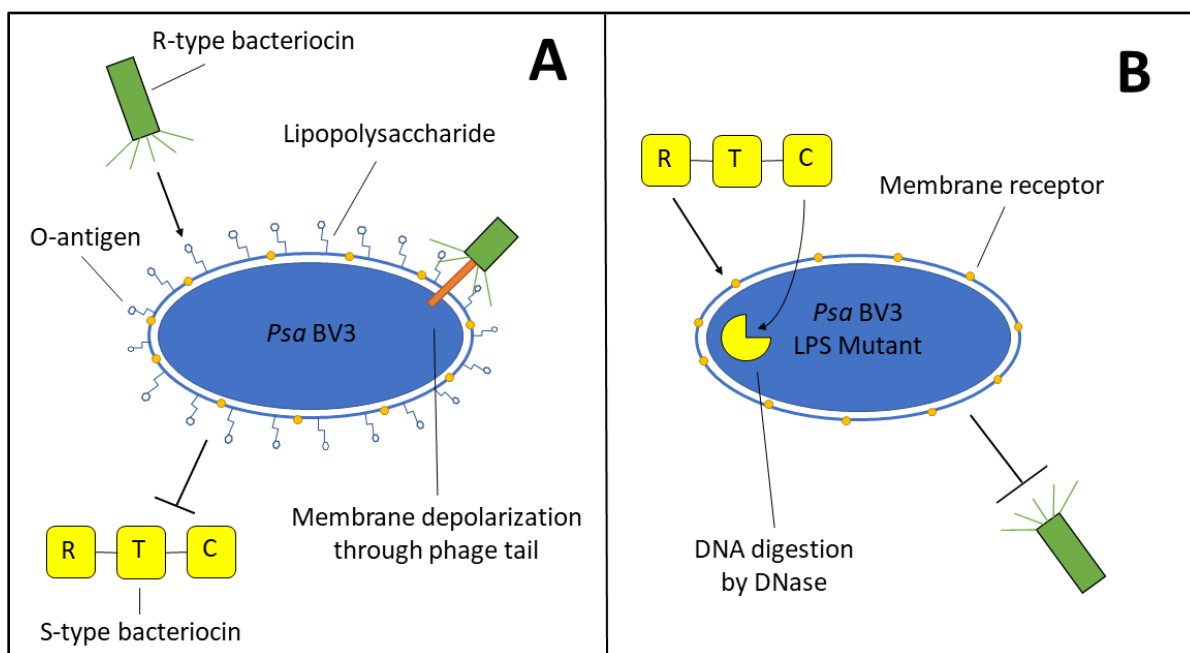 A
R-type bacteriocin
Lipopolysaccharide
O-antigen
Psa BV3
Membrane depolarization
through phage tail
R T C
S-type bacteriocin
B
R T C
Membrane receptor
Psa BV3
LPS Mutant
DNA digestion
by DNase